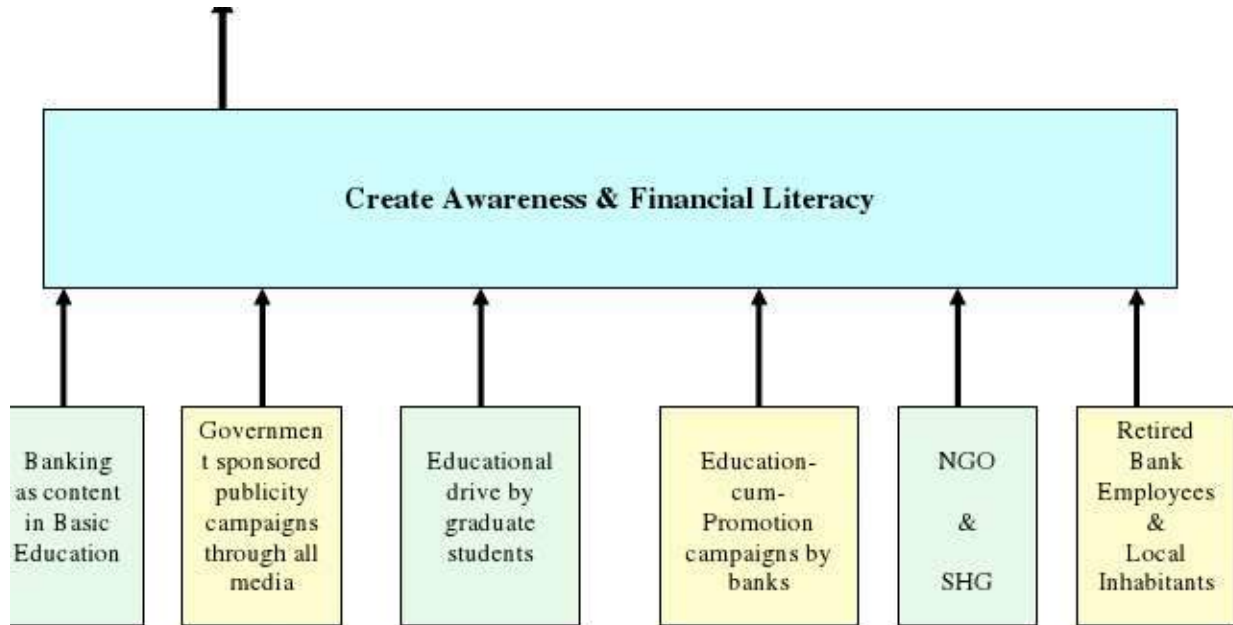 Create Awareness & Financial Literacy
Banking
as content
in Basic
Education
Governmen
t sponsored
publicity
campaigns
through all
media
Educational
drive by
graduate
students
Education-
cum-
Promotion
campaigns by
banks
NGO
&
SHG
Retired
Bank
Employees
&
Local
Inhabitants